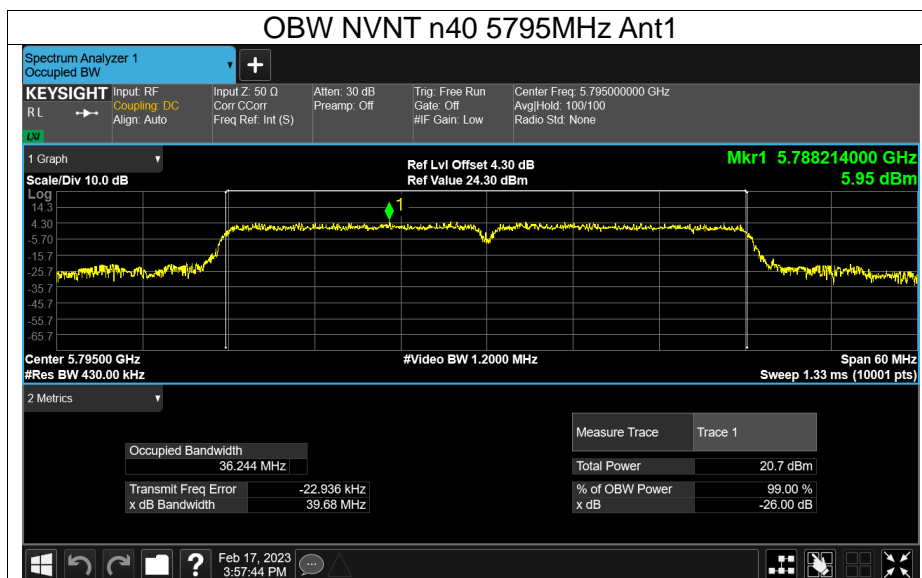 OBW NVNT n40 5795MHz Ant1
Spectrum Analyzer 1
Occupied BW
KEYSIGHT
R L
LXI
Input: RF
Coupling: DC
Align: Auto
Input Z: 50 Ω
Corr CCorr
Freq Ref: Int (S)
Atten: 30 dB
Preamp: Off
Trig: Free Run
Gate: Off
#IF Gain: Low
Center Freq: 5.795000000 GHz
Avg|Hold: 100/100
Radio Std: None
1 Graph
Scale/Div 10.0 dB
Ref Lvl Offset 4.30 dB
Ref Value 24.30 dBm
Mkr1 5.788214000 GHz
5.95 dBm
Log
14.3
4.30
-5.70
-15.7
-25.7
-35.7
-45.7
-55.7
-65.7
1
Center 5.79500 GHz
#Video BW 1.2000 MHz
Span 60 MHz
#Res BW 430.00 kHz
Sweep 1.33 ms (10001 pts)
2 Metrics
Measure Trace Trace 1
Occupied Bandwidth
36.244 MHz
Total Power 20.7 dBm
Transmit Freq Error -22.936 kHz
% of OBW Power 99.00 %
x dB Bandwidth 39.68 MHz
x dB -26.00 dB
?
Feb 17, 2023
3:57:44 PM